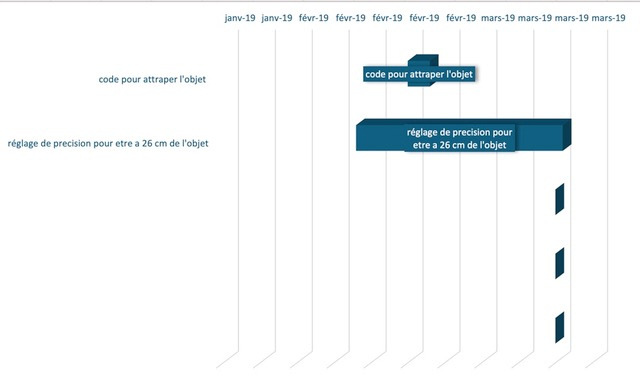 janv-19 janv-19 févr-19 févr-19 févr-19 févr-19 févr-19 mars-19 mars-19 mars-19 mars-19
code pour attraper l'objet
code pour attraper l'objet
réglage de precision pour etre a 26 cm de l'objet
réglage de precision pour
etre a 26 cm de l'objet